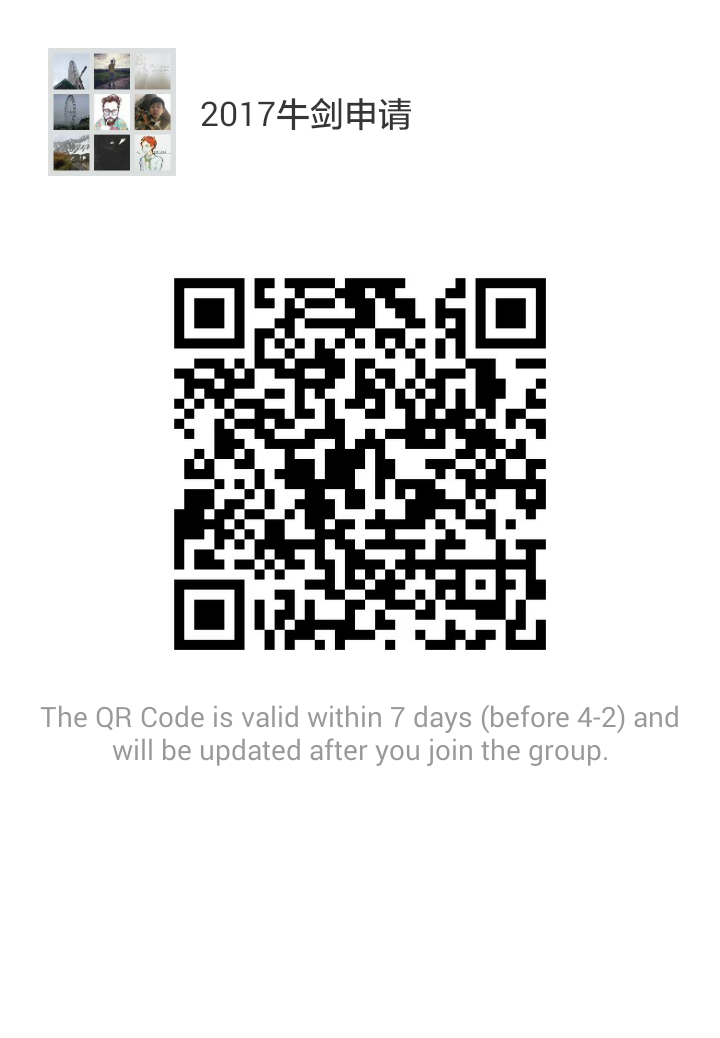 2017牛剑申请
The QR Code is valid within 7 days (before 4-2) and
will be updated after you join the group.